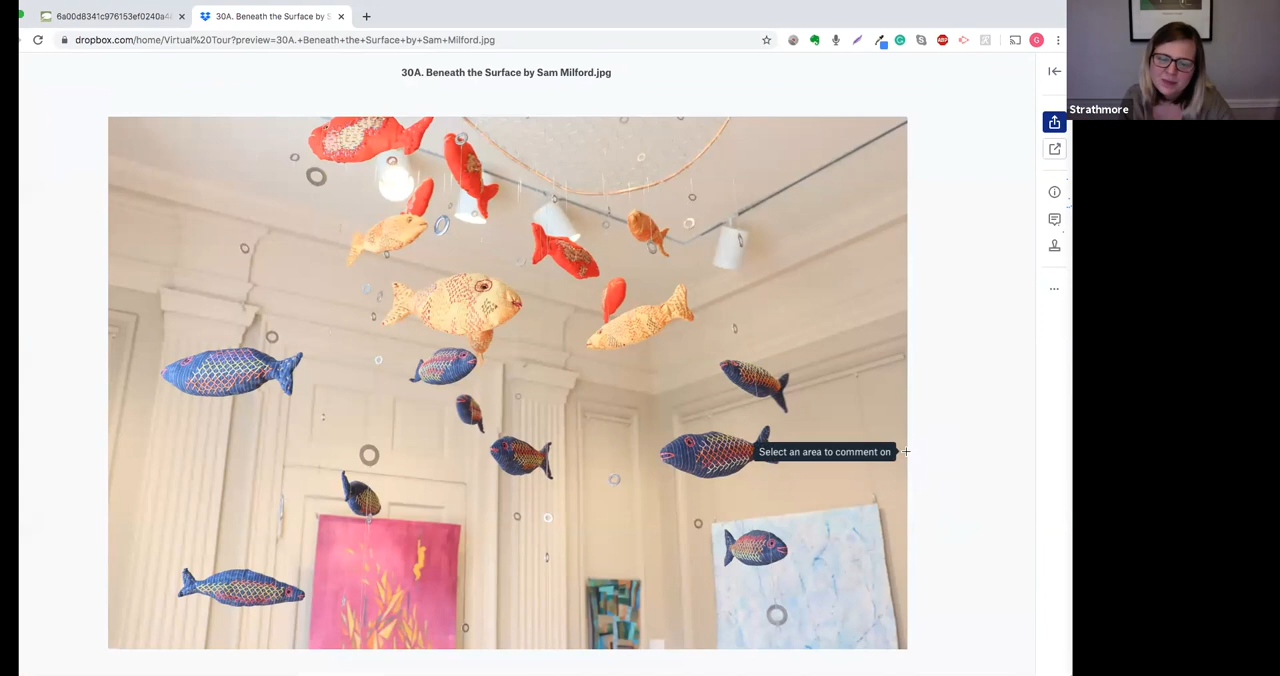 6a00d8341c976153ef0240a4
30A. Beneath the Surface by S
dropbox.com/home/Virtual%20Tour?preview=30A.+Beneath+the+Surface+by+Sam+Milford.jpg
ABP
G
30A. Beneath the Surface by Sam Milford.jpg
Strathmore
Select an area to comment on